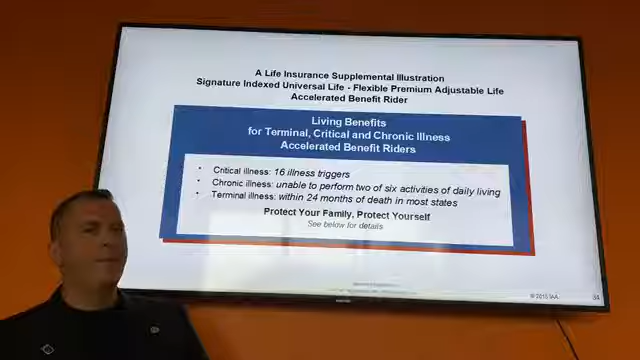 A Life Insurance Supplemental Illustration
Signature Indexed Universal Life - Flexible Premium Adjustable Life
Accelerated Benefit Rider
Living Benefits
for Terminal, Critical and Chronic Illness
Accelerated Benefit Riders
• Critical illness: 16 illness triggers
• Chronic illness: unable to perform two of six activities of daily living
• Terminal illness: within 24 months of death in most states
Protect Your Family, Protect Yourself
See below for details
IAA
34